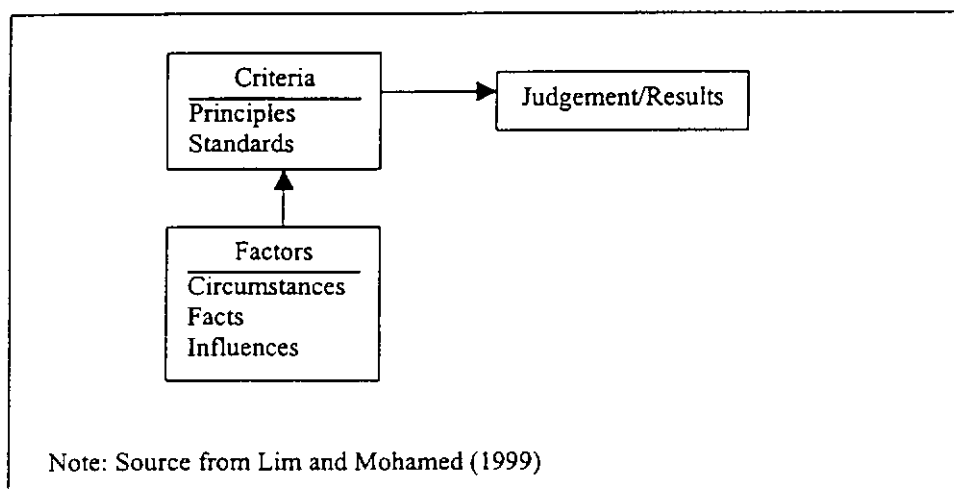 Criteria
Principles
Standards
Judgement/Results
Factors
Circumstances
Facts
Influences
Note: Source from Lim and Mohamed (1999)